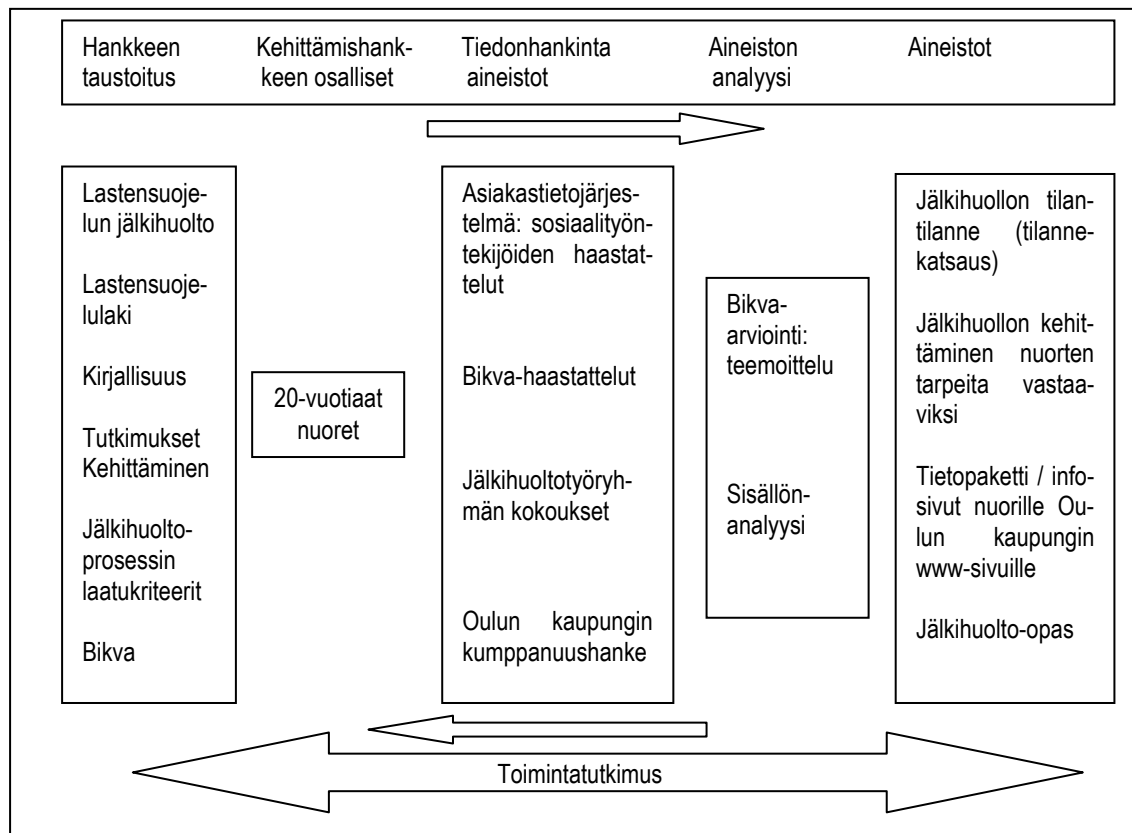 Hankkeen
taustoitus
Kehittämishank-
keen osalliset
Tiedonhankinta
aineistot
Aineiston
analyysi
Aineistot
Lastensuoje-
lun jälkihuolto
Lastensuoje-
lulaki
Kirjallisuus
Tutkimukset
Kehittäminen
Jälkihuolto-
prosessin
laatukriteerit
Bikva
20-vuotiaat
nuoret
Asiakastietojärjes-
telmä: sosiaalityön-
tekijöiden haastat-
telut
Bikva-haastattelut
Jälkihuoltotyöryh-
män kokoukset
Oulun kaupungin
kumppanuushanke
Bikva-
arviointi:
teemoittelu
Sisällön-
analyysi
Jälkihuollon tilan-
tilanne (tilanne-
katsaus)
Jälkihuollon kehit-
täminen nuorten
tarpeita vastaa-
viksi
Tietopaketti / info-
sivut nuorille Ou-
lun kaupungin
www-sivuille
Jälkihuolto-opas
Toimintatutkimus